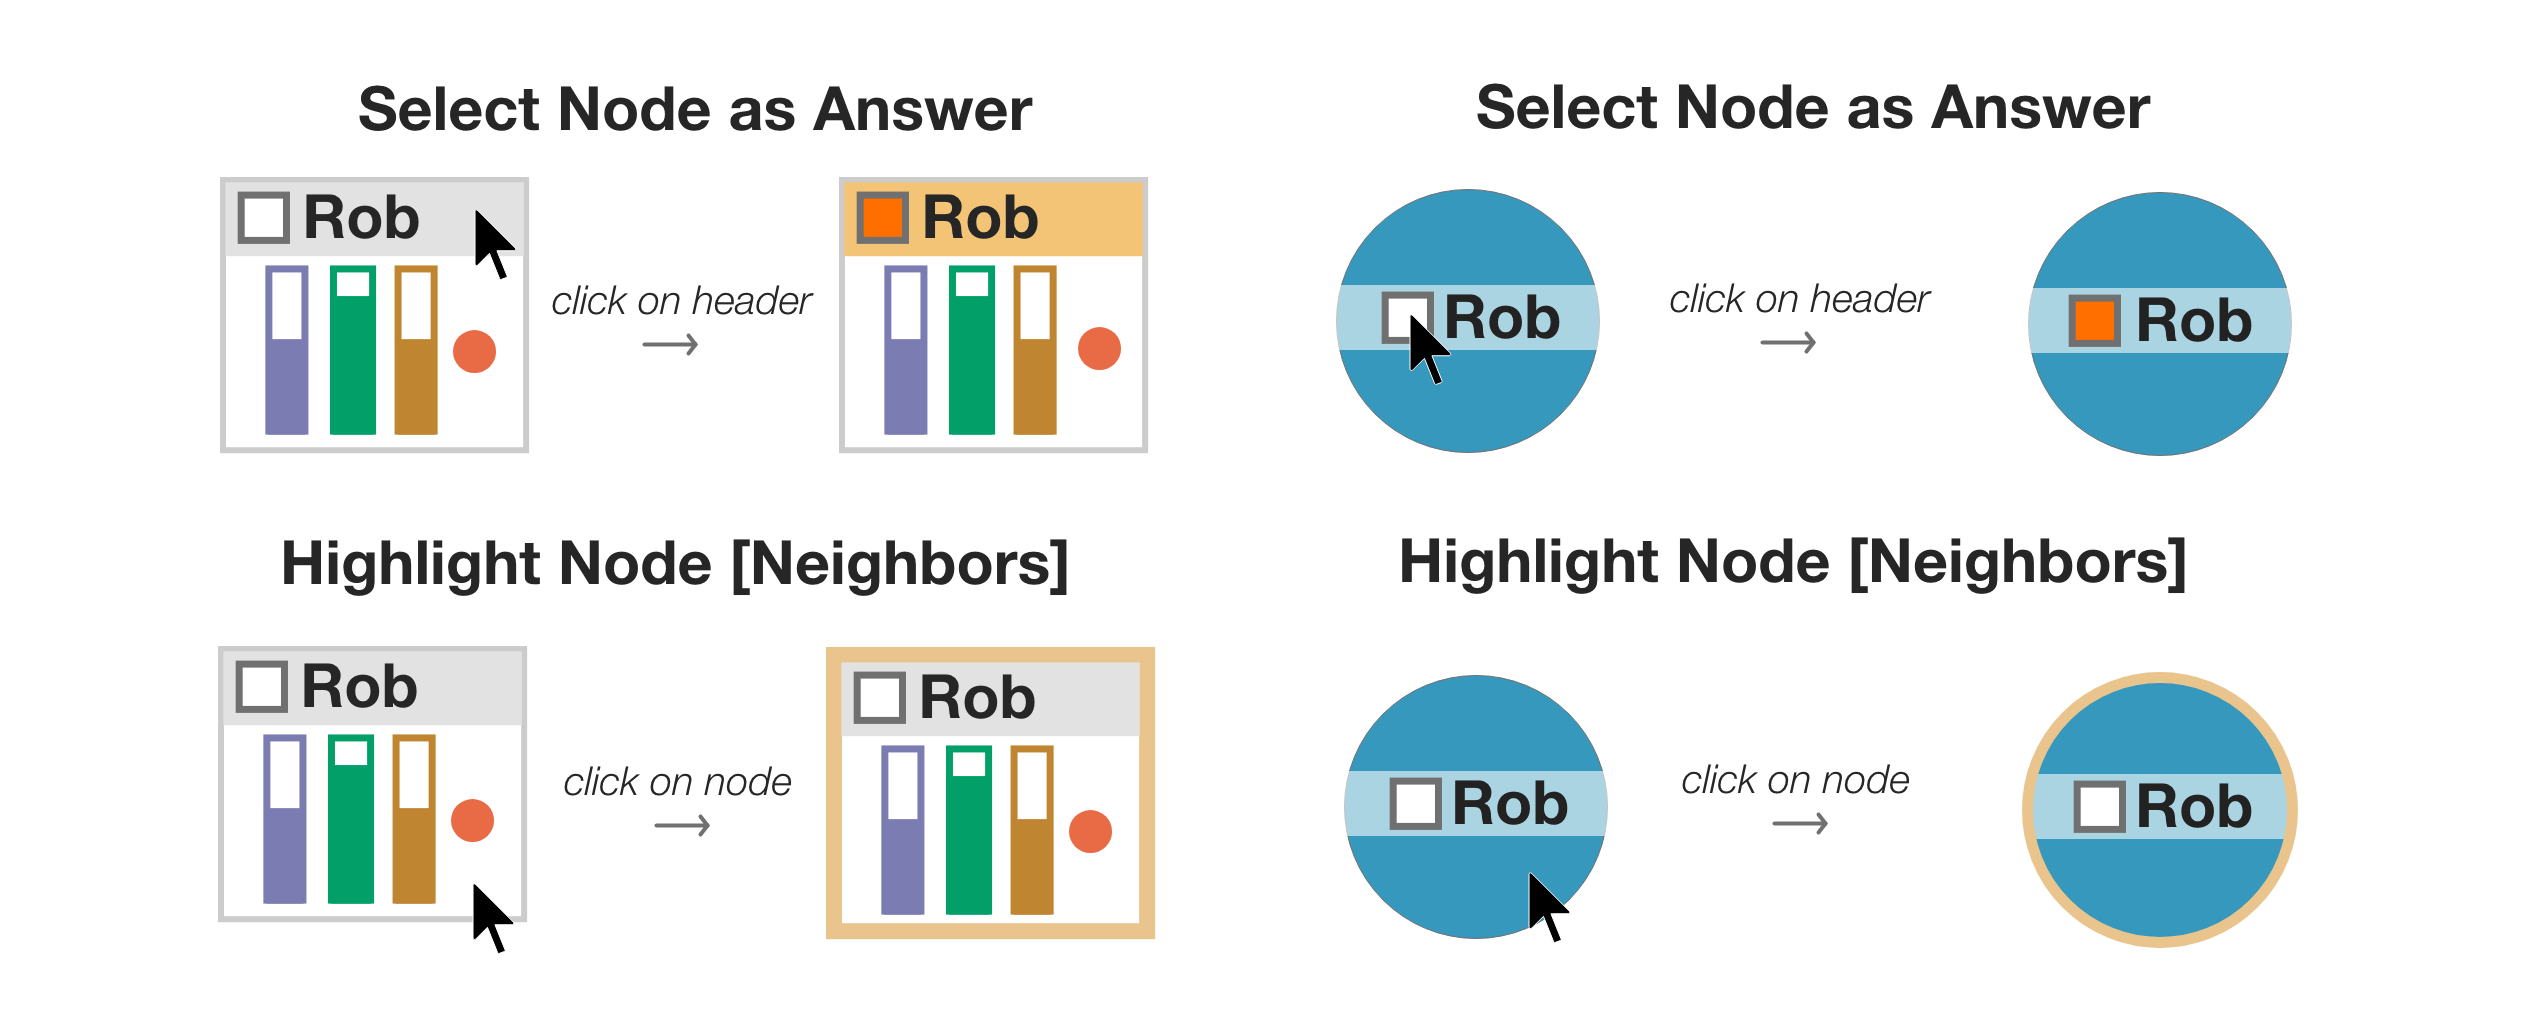 Select Node as Answer
Rob
click on header
Rob
Highlight Node [Neighbors]
Rob
click on node
Rob
Select Node as Answer
Rob
click on header
Rob
Highlight Node [Neighbors]
Rob
click on node
Rob